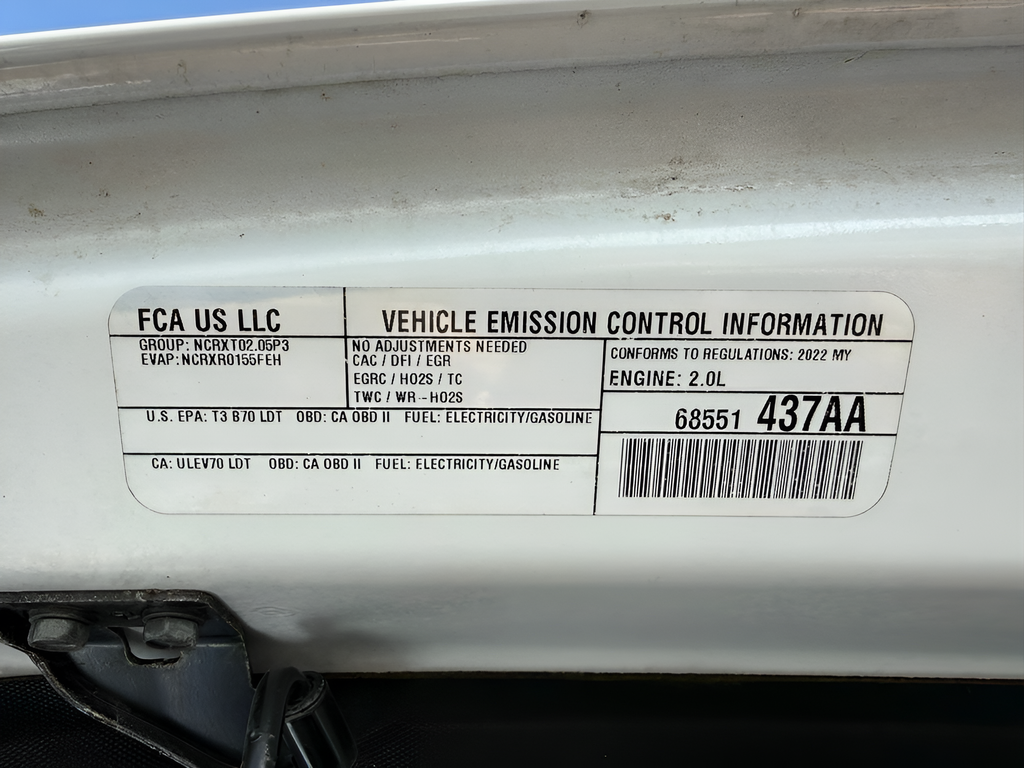 FCA US LLC
VEHICLE EMISSION CONTROL INFORMATION
GROUP: NCRXT02.05P3
EVAP: NCRXR0155FEH
NO ADJUSTMENTS NEEDED
CAC / DFI / EGR
EGRC / HO2S / TC
TWC / WR-HO2S
CONFORMS TO REGULATIONS: 2022 MY
ENGINE: 2.0L
U.S. EPA: T3 B70 LDT OBD: CA OBD II FUEL: ELECTRICITY/GASOLINE
CA: ULEV70 LDT OBD: CA OBD II FUEL: ELECTRICITY/GASOLINE
68551 437AA